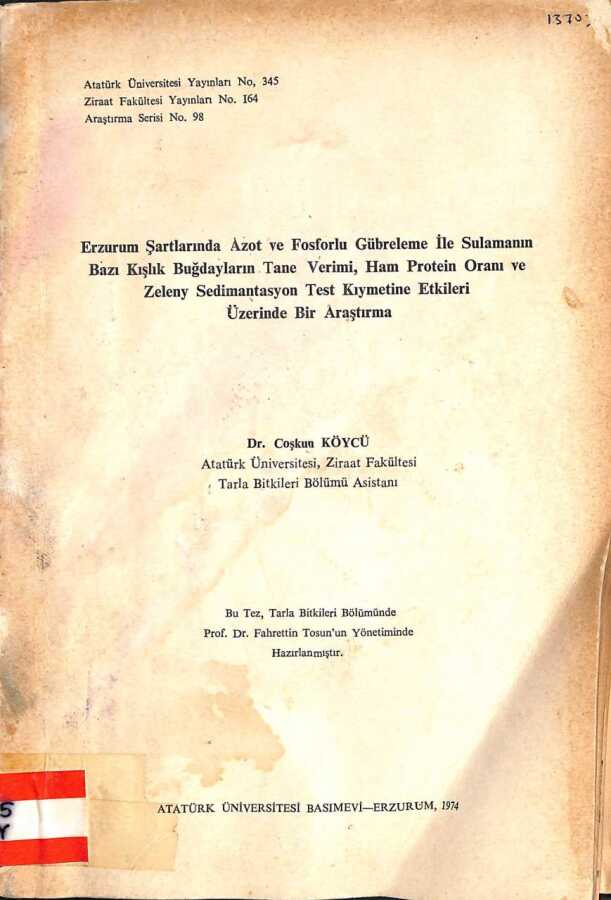 1370
Atatürk Üniversitesi Yayınları No, 345
Ziraat Fakültesi Yayınları No. 164
Araştırma Serisi No. 98
Erzurum Şartlarında Azot ve Fosforlu Gübreleme İle Sulamanın
Bazı Kışlık Buğdayların Tane Verimi, Ham Protein Oranı ve
Zeleny Sedimantasyon Test Kıymetine Etkileri
Üzerinde Bir Araştırma
Dr. Coşkun KÖYCÜ
Atatürk Üniversitesi, Ziraat Fakültesi
Tarla Bitkileri Bölümü Asistanı
Bu Tez, Tarla Bitkileri Bölümünde
Prof. Dr. Fahrettin Tosun'un Yönetiminde
Hazırlanmıştır.
5
Y
ATATÜRK ÜNİVERSİTESİ BASIMEVİ—ERZURUM, 1974